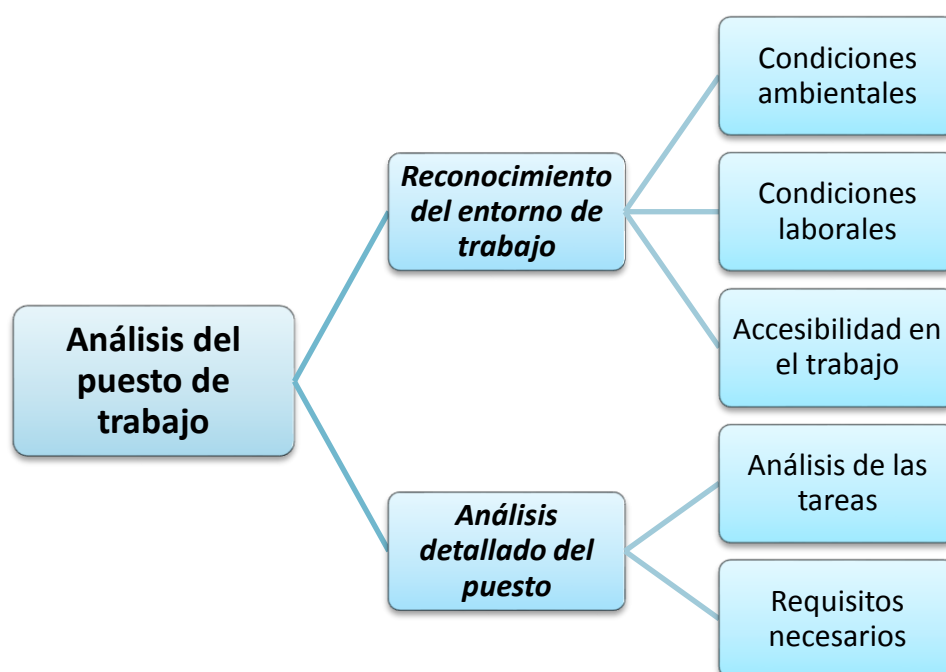 Análisis del
puesto de
trabajo
Reconocimiento
del entorno de
trabajo
Condiciones
ambientales
Condiciones
laborales
Accesibilidad en
el trabajo
Análisis
detallado del
puesto
Análisis de las
tareas
Requisitos
necesarios